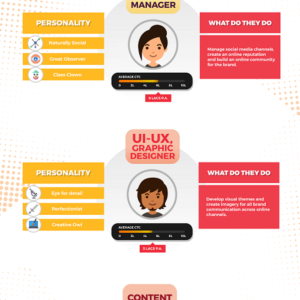 MANAGER
PERSONALITY
WHAT DO THEY DO
Naturally Social
Great Observer
Class Clown
Manage social media channels,
create an online reputation
and build an online community
for the brand.
AVERAGE CTC
5 LACS P.A.
UI-UX,
GRAPHIC
DESIGNER
PERSONALITY
WHAT DO THEY DO
Eye for detail
Perfectionist
Creative Owl
Develop visual themes and
create imagery for all brand
communication across online
channels.
AVERAGE CTC
CONTENT